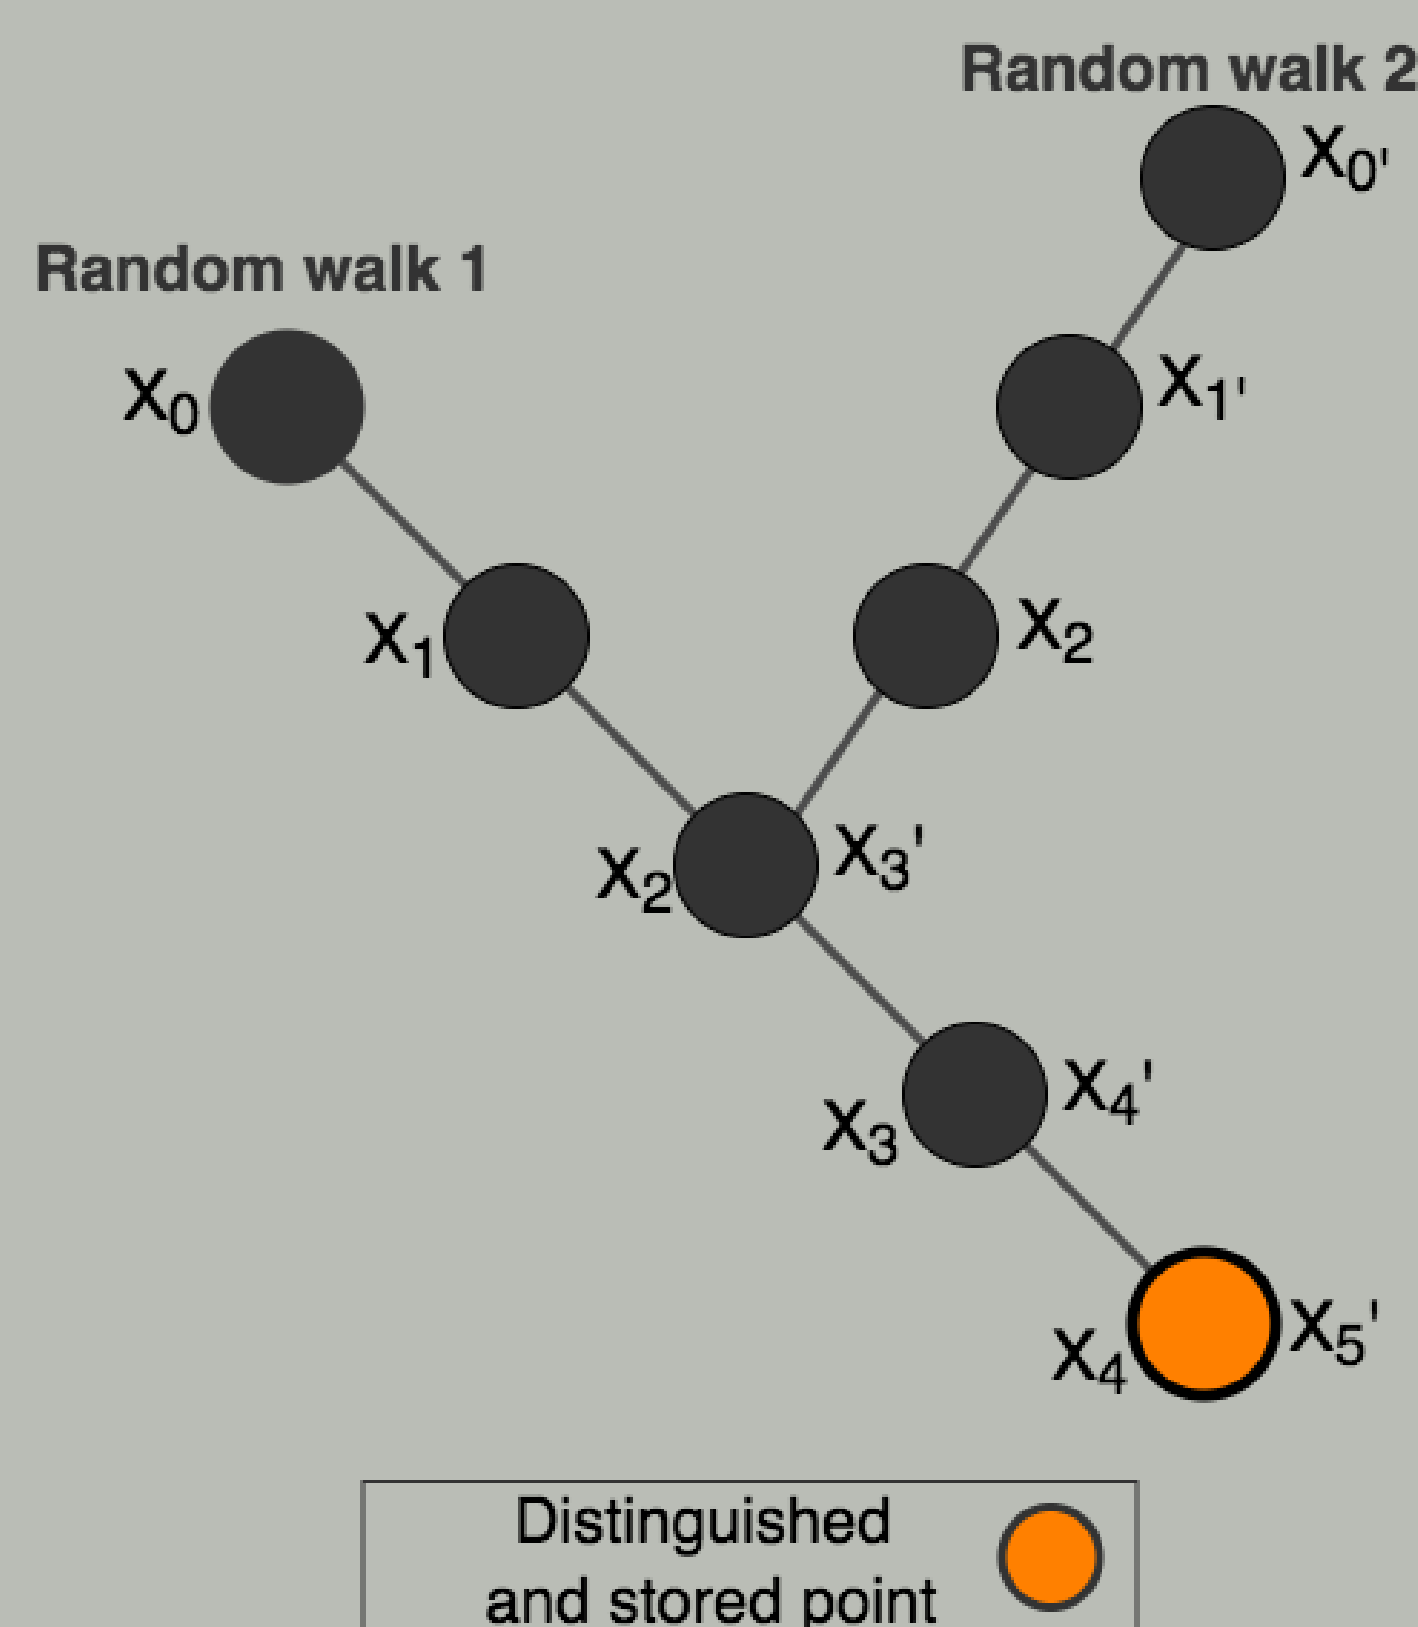 Random walk 2
x₀'
Random walk 1
x₀
x₁'
x₁
x₂
x₂
x₃'
x₃
x₄'
x₄
x₅'
Distinguished
and stored point